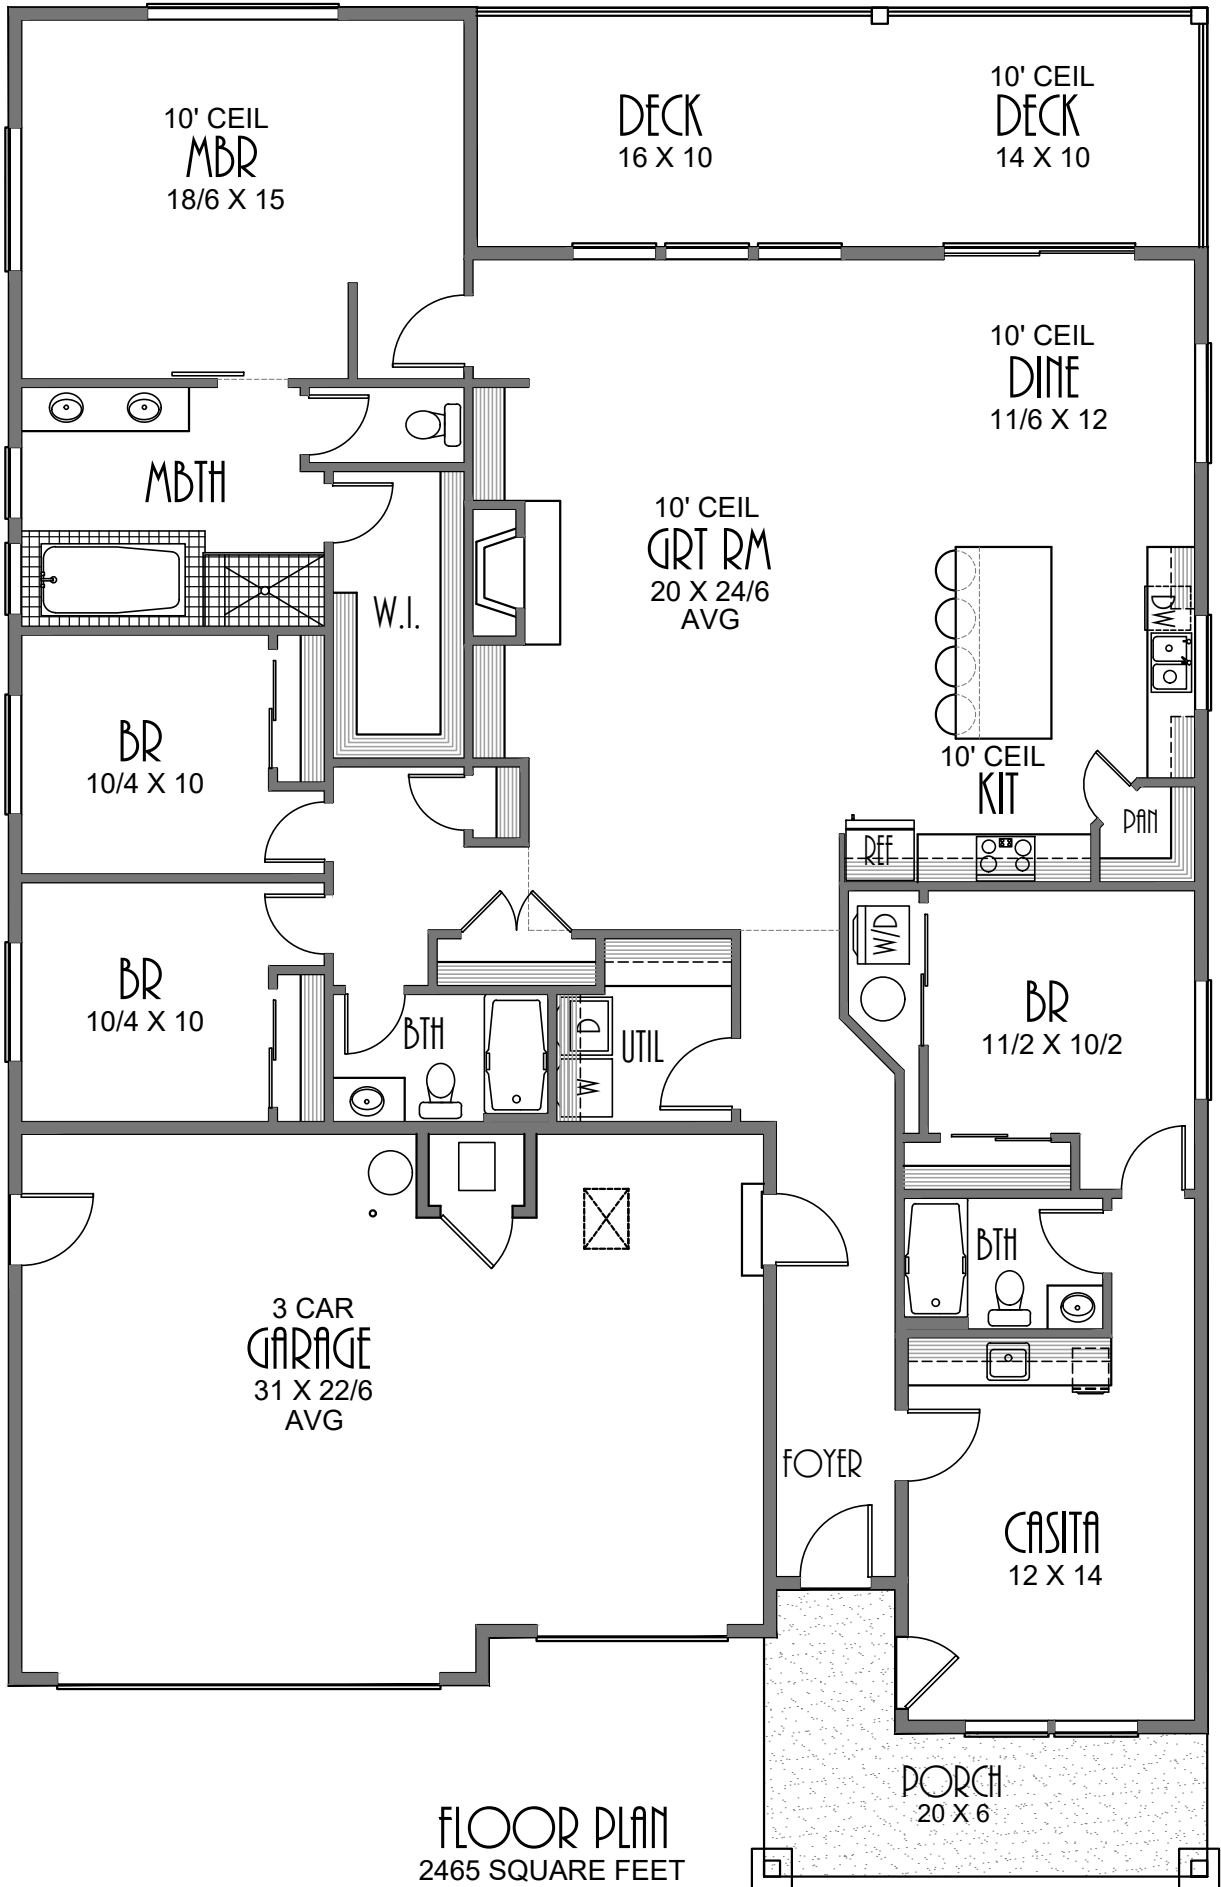 10' CEIL
MBR
18/6 X 15
DECK
16 X 10
10' CEIL
DECK
14 X 10
10' CEIL
DINE
11/6 X 12
MBTH
10' CEIL
GRT RM
20 X 24/6
AVG
W.I.
W/D
BR
10/4 X 10
10' CEIL
KIT
PAN
REF
W/D
BR
10/4 X 10
BTH
D
W
UTIL
BR
11/2 X 10/2
BTH
3 CAR
GARAGE
31 X 22/6
AVG
FOYER
CASITA
12 X 14
PORCH
20 X 6
FLOOR PLAN
2465 SQUARE FEET